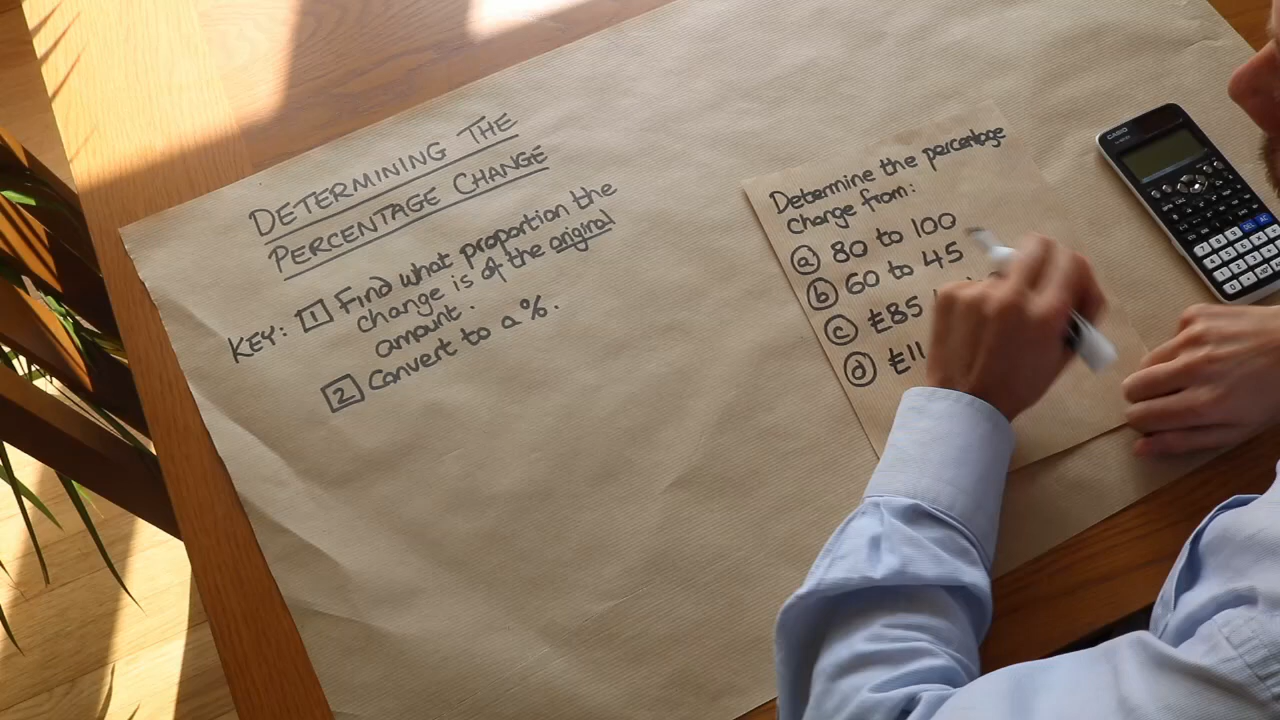 DETERMINING THE
PERCENTAGE CHANGE
KEY: 1 Find what proportion the
change is of the original
amount.
2 Convert to a %.
Determine the percentage
change from:
a 80 to 100
b 60 to 45
c £85
d £11
CASIO